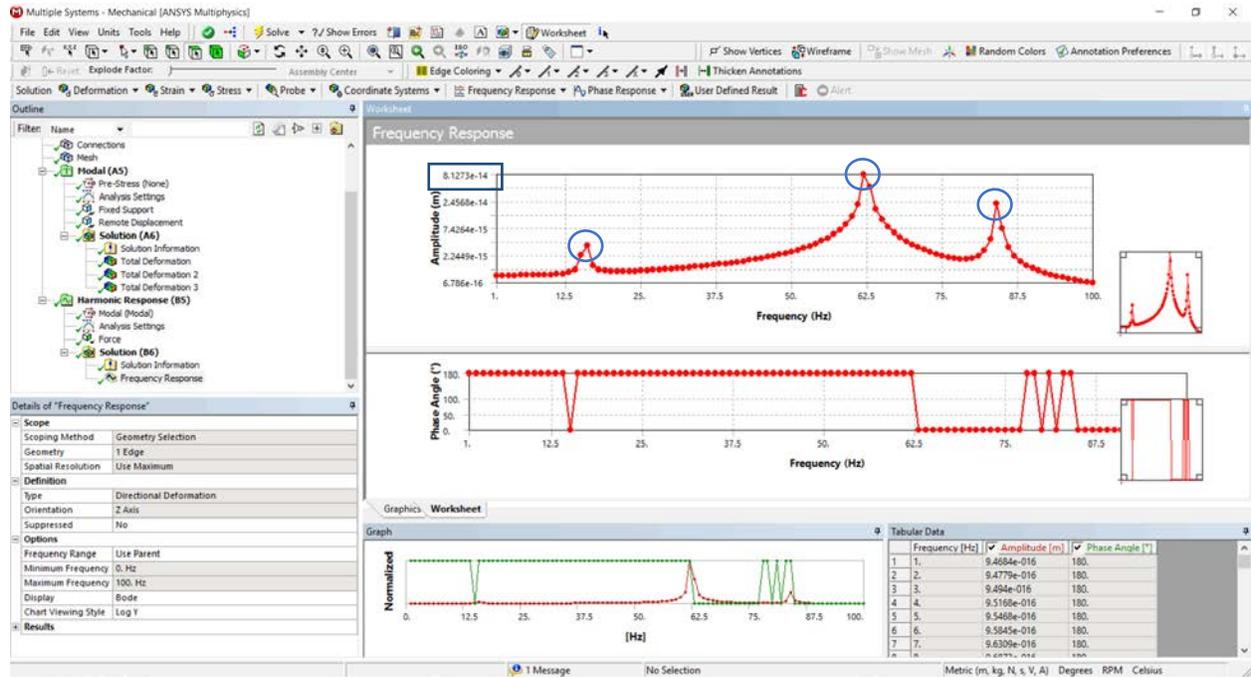 Multiple Systems - Mechanical [ANSYS Multiphysics]
File Edit View Units Tools Help Solve ?/ Show Errors Worksheet
Show Vertices Wireframe Show Mesh Random Colors Annotation Preferences
Reset Explode Factor: Assembly Center Edge Coloring Thicken Annotations
Solution Deformation Strain Stress Probe Coordinate Systems Frequency Response Phase Response User Defined Result Alert
Outline
Filter: Name
Connections
Mesh
Modal (A5)
Pre-Stress (None)
Analysis Settings
Fixed Support
Remote Displacement
Solution (A6)
Solution Information
Total Deformation
Total Deformation 2
Total Deformation 3
Harmonic Response (B5)
Modal (Modal)
Analysis Settings
Force
Solution (B6)
Solution Information
Frequency Response
Details of "Frequency Response"
Scope
Scoping Method Geometry Selection
Geometry 1 Edge
Spatial Resolution Use Maximum
Definition
Type Directional Deformation
Orientation Z Axis
Suppressed No
Options
Frequency Range Use Parent
Minimum Frequency 0. Hz
Maximum Frequency 100. Hz
Display Bode
Chart Viewing Style Log Y
Results
Worksheet
Frequency Response
Amplitude (m)
8.1273e-14
2.4568e-14
7.4264e-15
2.2449e-15
6.786e-16
1. 12.5 25. 37.5 50. 62.5 75. 87.5 100.
Frequency (Hz)
Phase Angle (°)
180.
100.
50.
0.
1. 12.5 25. 37.5 50. 62.5 75. 87.5
Frequency (Hz)
Graphics Worksheet
Graph
Normalized
0. 12.5 25. 37.5 50. 62.5 75. 87.5 100.
[Hz]
Tabular Data
Frequency [Hz] Amplitude [m] Phase Angle [°]
1 1. 9.4684e-016 180.
2 2. 9.4779e-016 180.
3 3. 9.494e-016 180.
4 4. 9.5168e-016 180.
5 5. 9.5468e-016 180.
6 6. 9.5845e-016 180.
7 7. 9.6309e-016 180.
1 Message No Selection Metric (m, kg, N, s, V, A) Degrees RPM Celsius